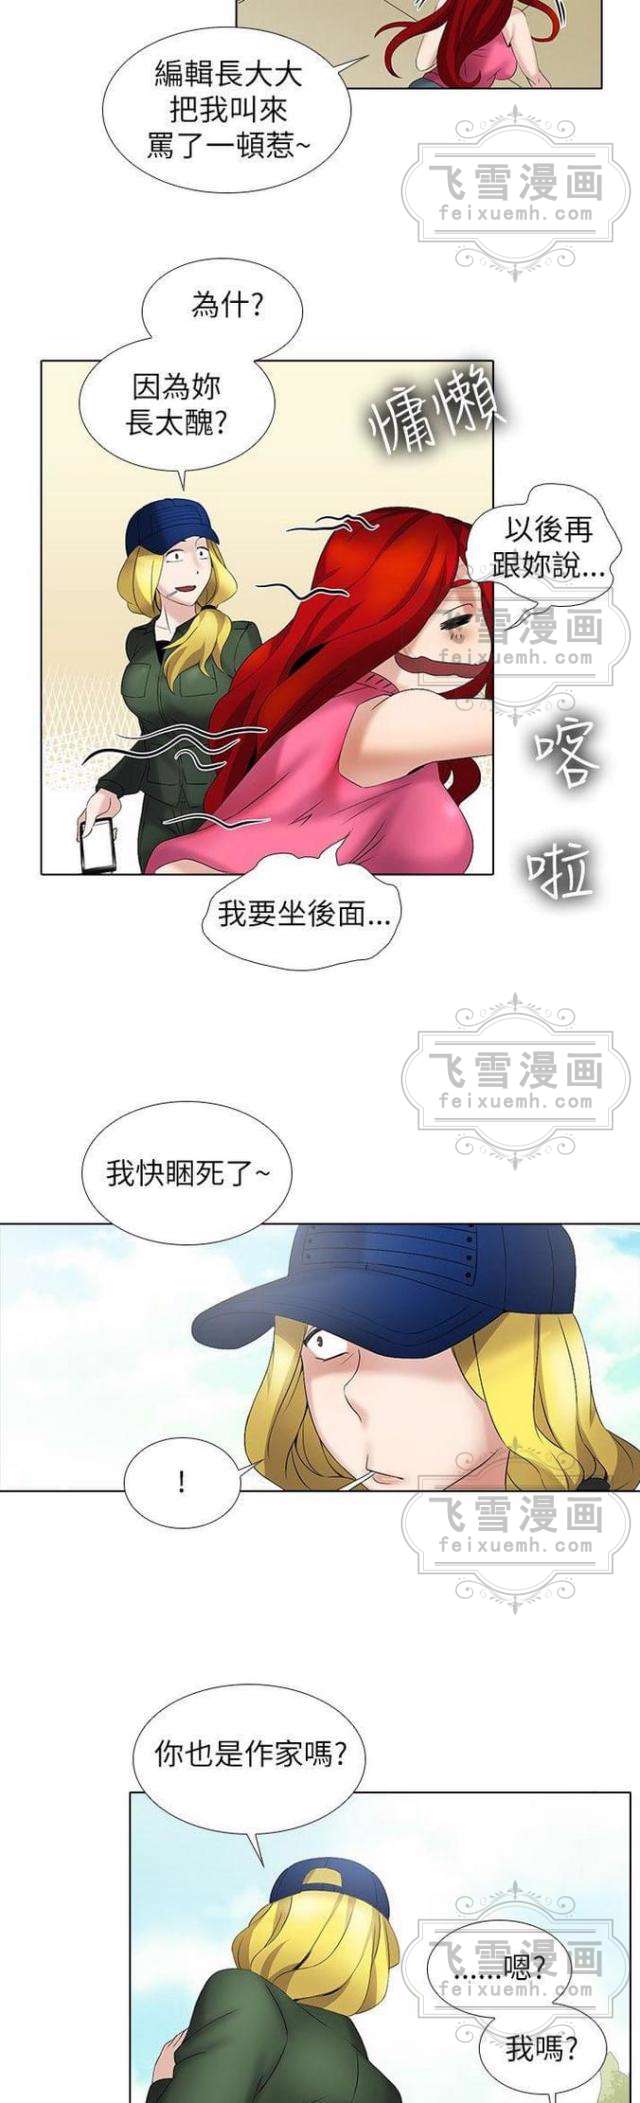 編輯長大大
把我叫來
罵了一頓惹~
飞雪漫画
feixuemh.com
為什?
因為妳
長太醜?
慵懶
以後再
跟妳說...
飞雪漫画
feixuemh.com
喀
啦
我要坐後面...
飞雪漫画
feixuemh.com
我快睏死了~
!
飞雪漫画
feixuemh.com
你也是作家嗎?
飞雪漫画
feixuemh.com
......嗯?
我嗎?